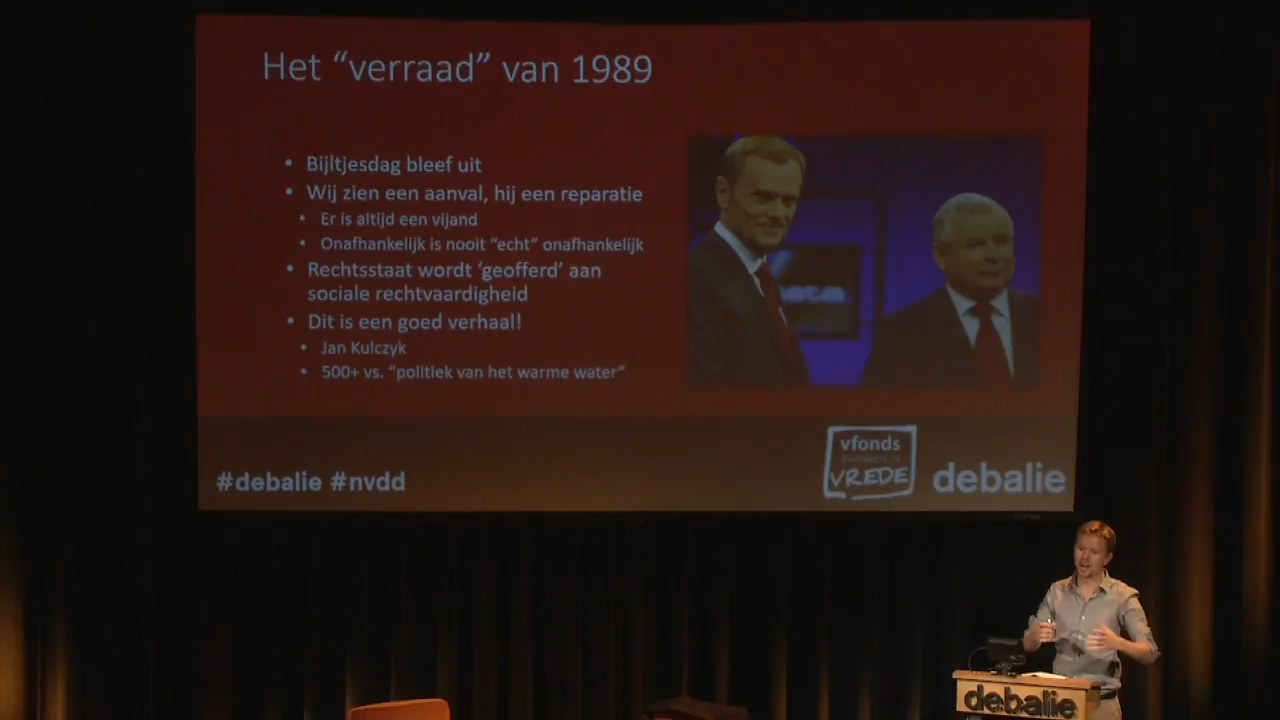 Het “verraad” van 1989
• Bijltjesdag bleef uit
• Wij zien een aanval, hij een reparatie
• Er is altijd een vijand
• Onafhankelijk is nooit “echt” onafhankelijk
• Rechtsstaat wordt ‘geofferd’ aan
sociale rechtvaardigheid
• Dit is een goed verhaal!
• Jan Kulczyk
• 500+ vs. “politiek van het warme water”
#debalie #nvdd
vfonds
VREDE
debalie
debalie